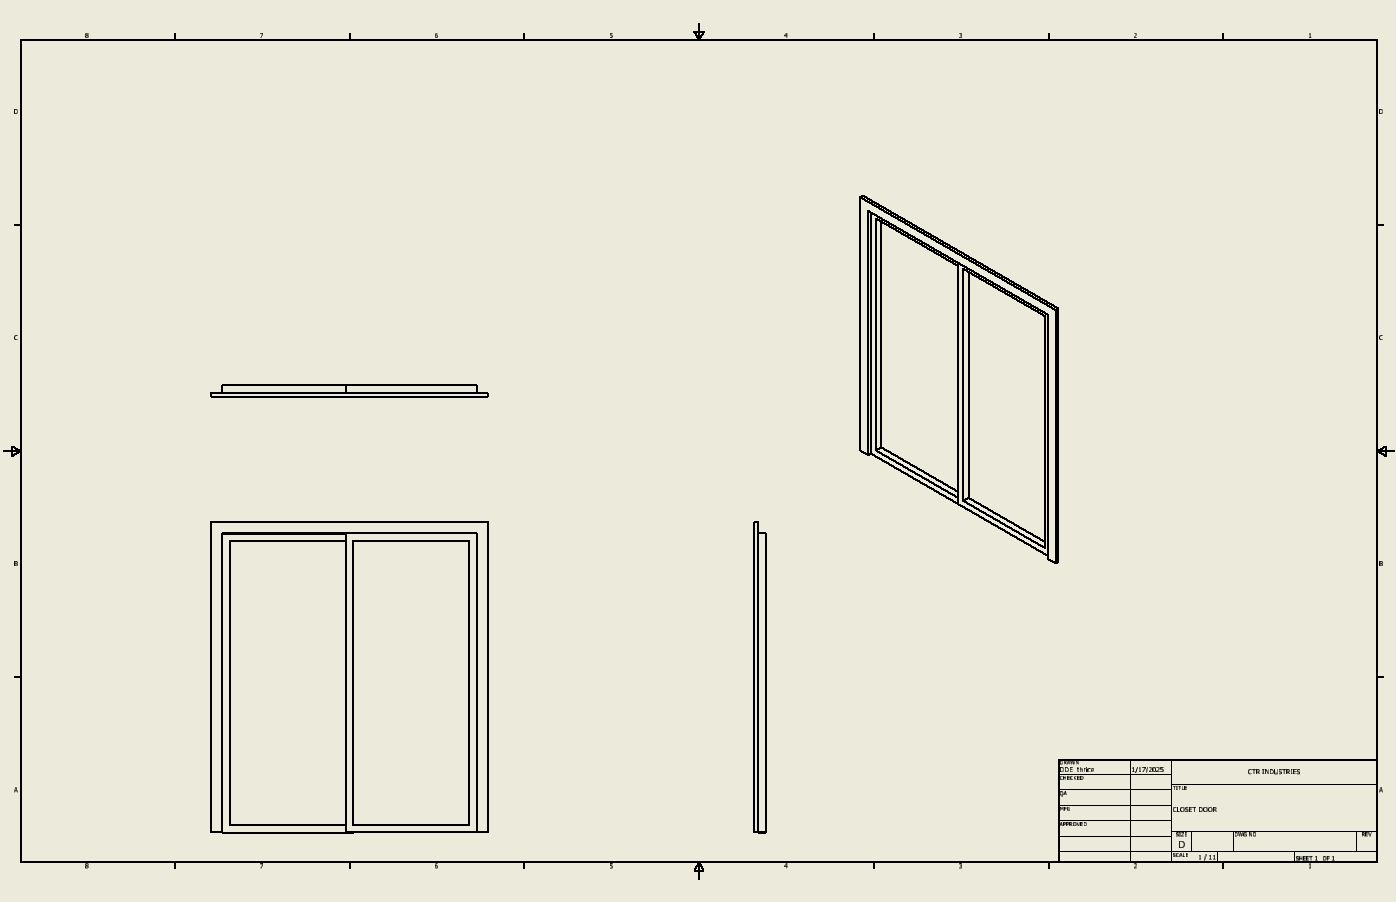 8 7 6 5 4 3 2 1
D D
C C
B B
A A
DRAWN
DDE thrice 1/17/2025
CHECKED
QA
MFG
APPROVED
CTR INDUSTRIES
TITLE
CLOSET DOOR
SIZE
D
DWG NO
REV
SCALE
1 / 11
SHEET 1 OF 1
8 7 6 5 4 3 2 1